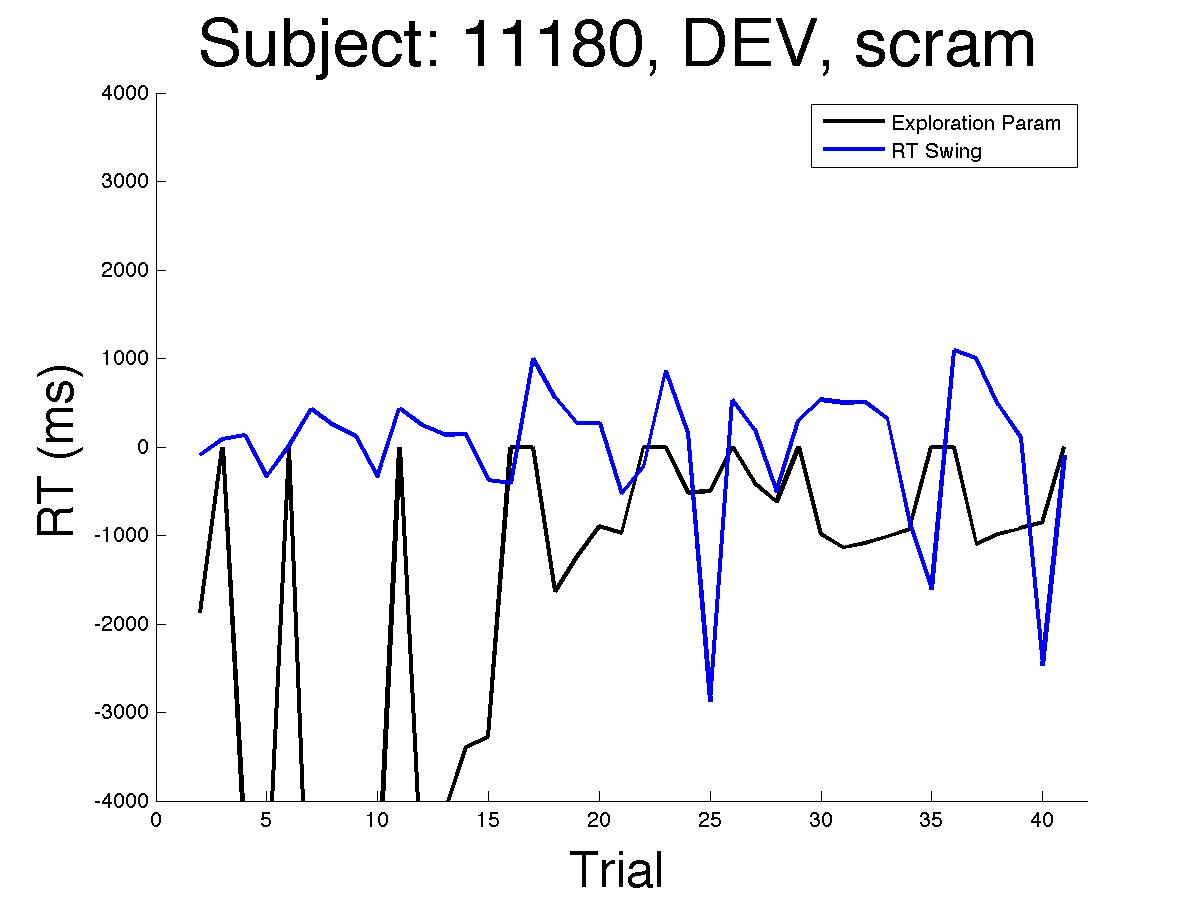 Subject: 11180, DEV, scram
4000
3000
2000
1000
0
-1000
-2000
-3000
-4000
RT (ms)
Exploration Param
RT Swing
0 5 10 15 20 25 30 35 40
Trial